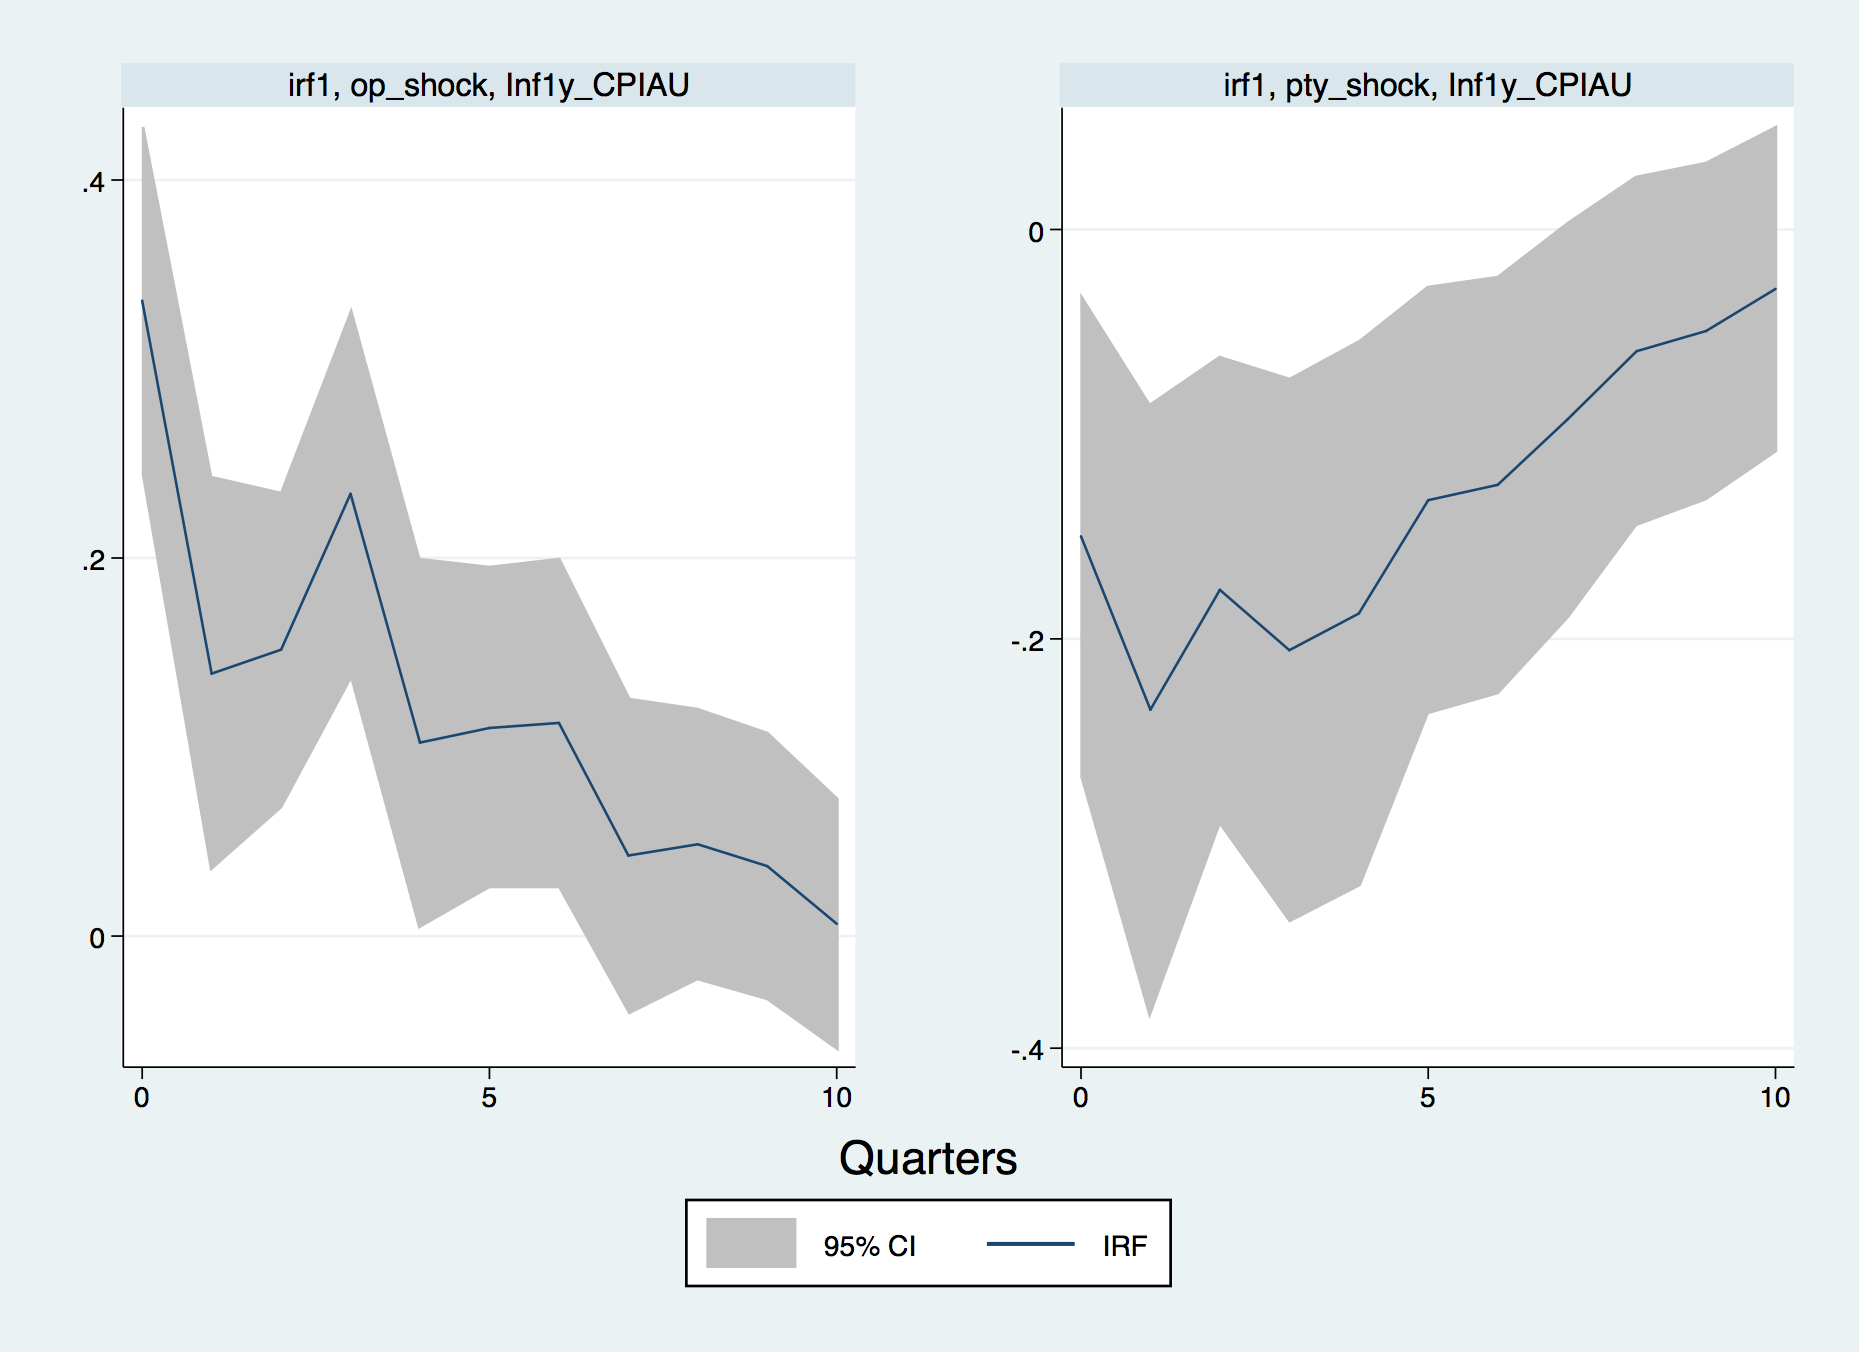 irf1, op_shock, Inf1y_CPIAU
.4
.2
0
0 5 10
irf1, pty_shock, Inf1y_CPIAU
0
-.2
-.4
0 5 10
Quarters
95% CI IRF